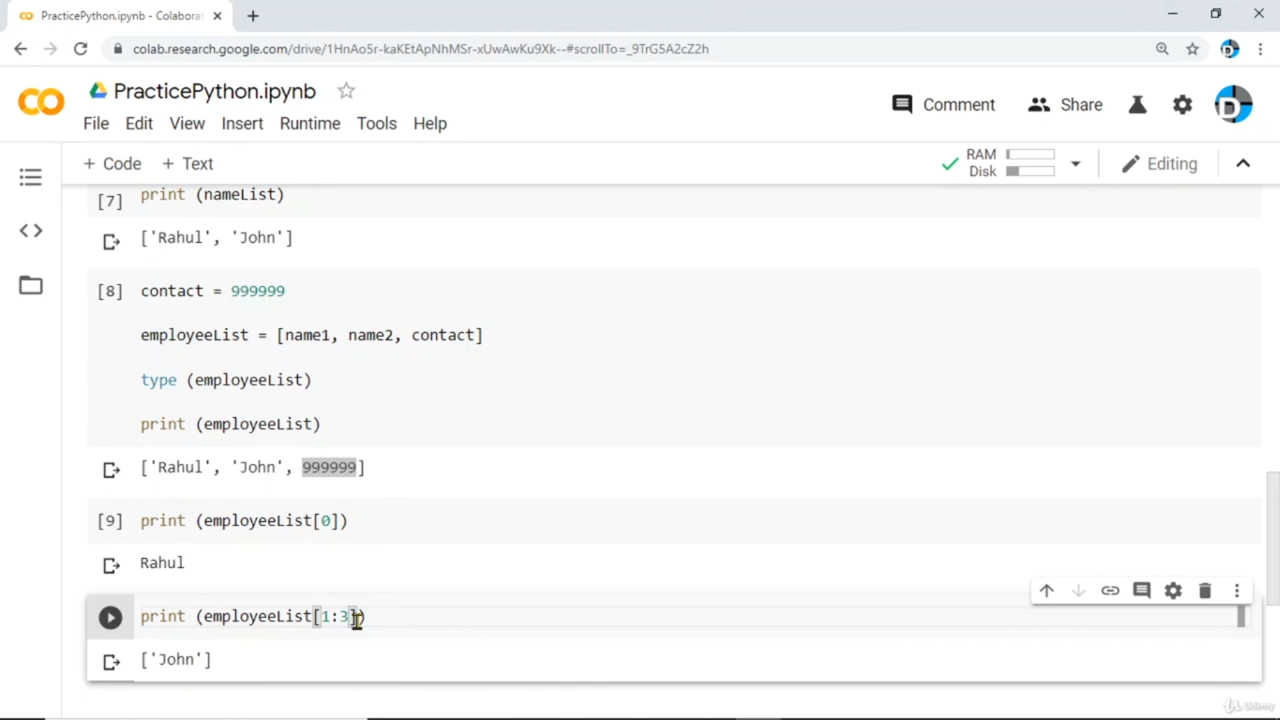 PracticePython.ipynb - Colabora
colab.research.google.com/drive/1HnAo5r-kaKEtApNhMSr-xUwAwKu9Xk--#scrollTo=_9TrG5A2cZ2h
PracticePython.ipynb
Comment
Share
File Edit View Insert Runtime Tools Help
+ Code + Text
RAM
Disk
Editing
[7] print (nameList)
['Rahul', 'John']
[8] contact = 999999
employeeList = [name1, name2, contact]
type (employeeList)
print (employeeList)
['Rahul', 'John', 999999]
[9] print (employeeList[0])
Rahul
print (employeeList[1:3])
['John']
Udemy